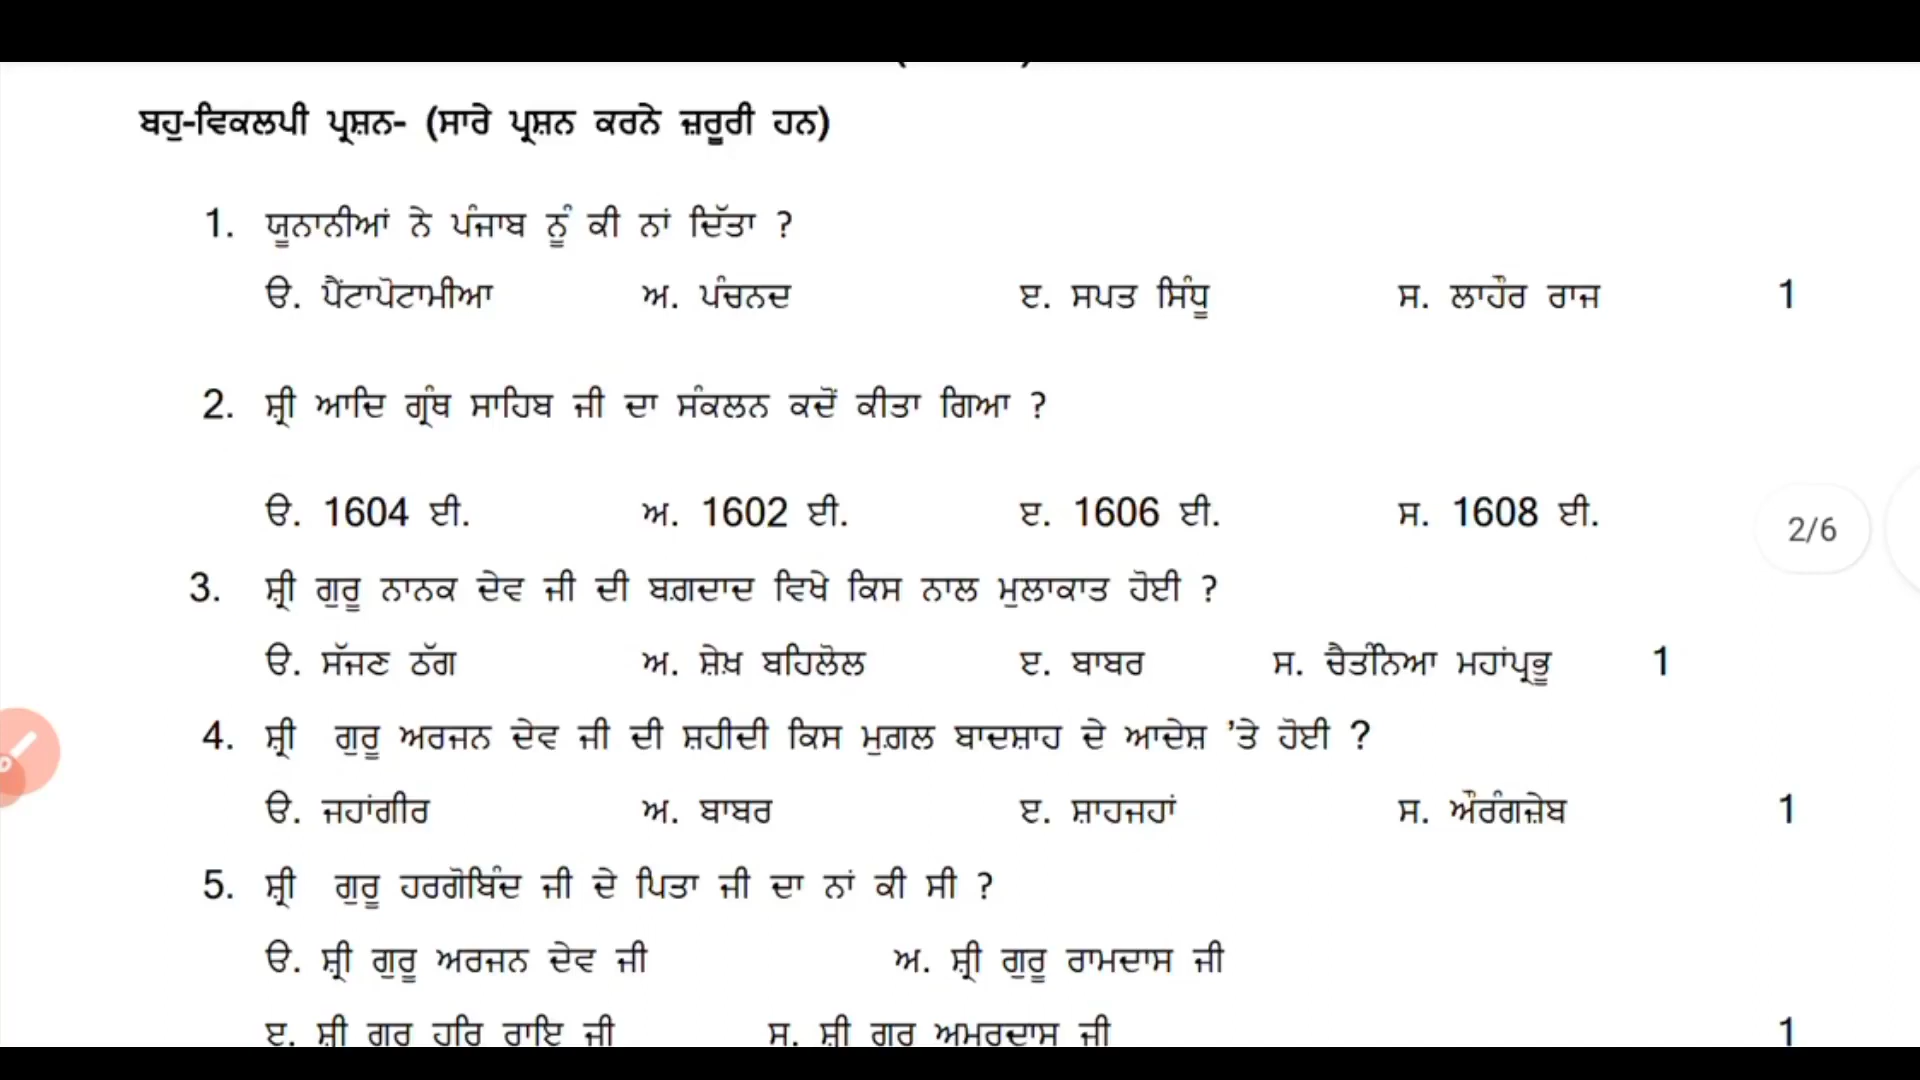 ਬਹੁ-ਵਿਕਲਪੀ ਪ੍ਰਸ਼ਨ- (ਸਾਰੇ ਪ੍ਰਸ਼ਨ ਕਰਨੇ ਜ਼ਰੂਰੀ ਹਨ)
1. ਯੂਨਾਨੀਆਂ ਨੇ ਪੰਜਾਬ ਨੂੰ ਕੀ ਨਾਂ ਦਿੱਤਾ ?
ੳ. ਪੈਂਟਾਪੋਟਾਮੀਆ ਅ. ਪੰਚਨਦ ੲ. ਸਪਤ ਸਿੰਧੂ ਸ. ਲਾਹੌਰ ਰਾਜ 1
2. ਸ਼੍ਰੀ ਆਦਿ ਗ੍ਰੰਥ ਸਾਹਿਬ ਜੀ ਦਾ ਸੰਕਲਨ ਕਦੋਂ ਕੀਤਾ ਗਿਆ ?
ੳ. 1604 ਈ. ਅ. 1602 ਈ. ੲ. 1606 ਈ. ਸ. 1608 ਈ.
2/6
3. ਸ਼੍ਰੀ ਗੁਰੂ ਨਾਨਕ ਦੇਵ ਜੀ ਦੀ ਬਗ਼ਦਾਦ ਵਿਖੇ ਕਿਸ ਨਾਲ ਮੁਲਾਕਾਤ ਹੋਈ ?
ੳ. ਸੱਜਣ ਠੱਗ ਅ. ਸ਼ੇਖ਼ ਬਹਿਲੋਲ ੲ. ਬਾਬਰ ਸ. ਚੈਤੰਨਿਆ ਮਹਾਂਪ੍ਰਭੂ 1
4. ਸ਼੍ਰੀ ਗੁਰੂ ਅਰਜਨ ਦੇਵ ਜੀ ਦੀ ਸ਼ਹੀਦੀ ਕਿਸ ਮੁਗ਼ਲ ਬਾਦਸ਼ਾਹ ਦੇ ਆਦੇਸ਼ ’ਤੇ ਹੋਈ ?
ੳ. ਜਹਾਂਗੀਰ ਅ. ਬਾਬਰ ੲ. ਸ਼ਾਹਜਹਾਂ ਸ. ਔਰੰਗਜ਼ੇਬ 1
5. ਸ਼੍ਰੀ ਗੁਰੂ ਹਰਗੋਬਿੰਦ ਜੀ ਦੇ ਪਿਤਾ ਜੀ ਦਾ ਨਾਂ ਕੀ ਸੀ ?
ੳ. ਸ਼੍ਰੀ ਗੁਰੂ ਅਰਜਨ ਦੇਵ ਜੀ ਅ. ਸ਼੍ਰੀ ਗੁਰੂ ਰਾਮਦਾਸ ਜੀ
ੲ. ਸ਼੍ਰੀ ਗੁਰੂ ਹਰਿ ਰਾਇ ਜੀ ਸ. ਸ਼੍ਰੀ ਗੁਰੂ ਅਮਰਦਾਸ ਜੀ 1